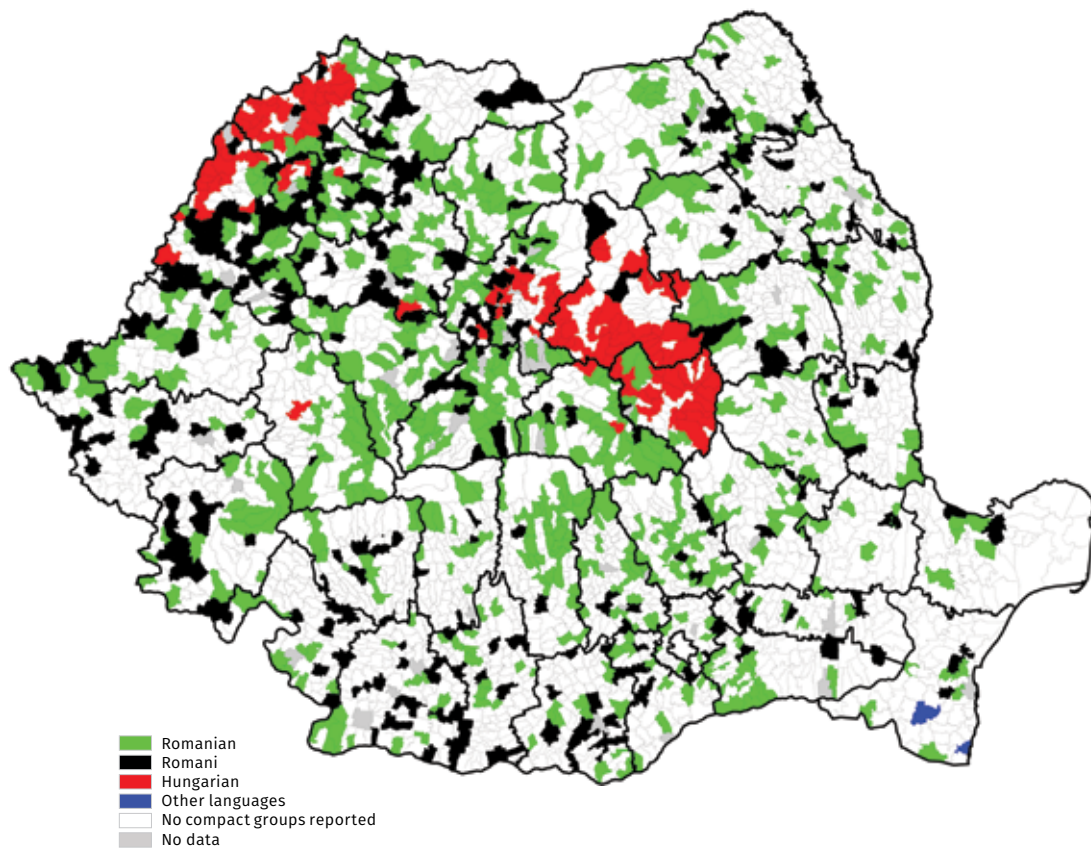 Romanian
Romani
Hungarian
Other languages
No compact groups reported
No data